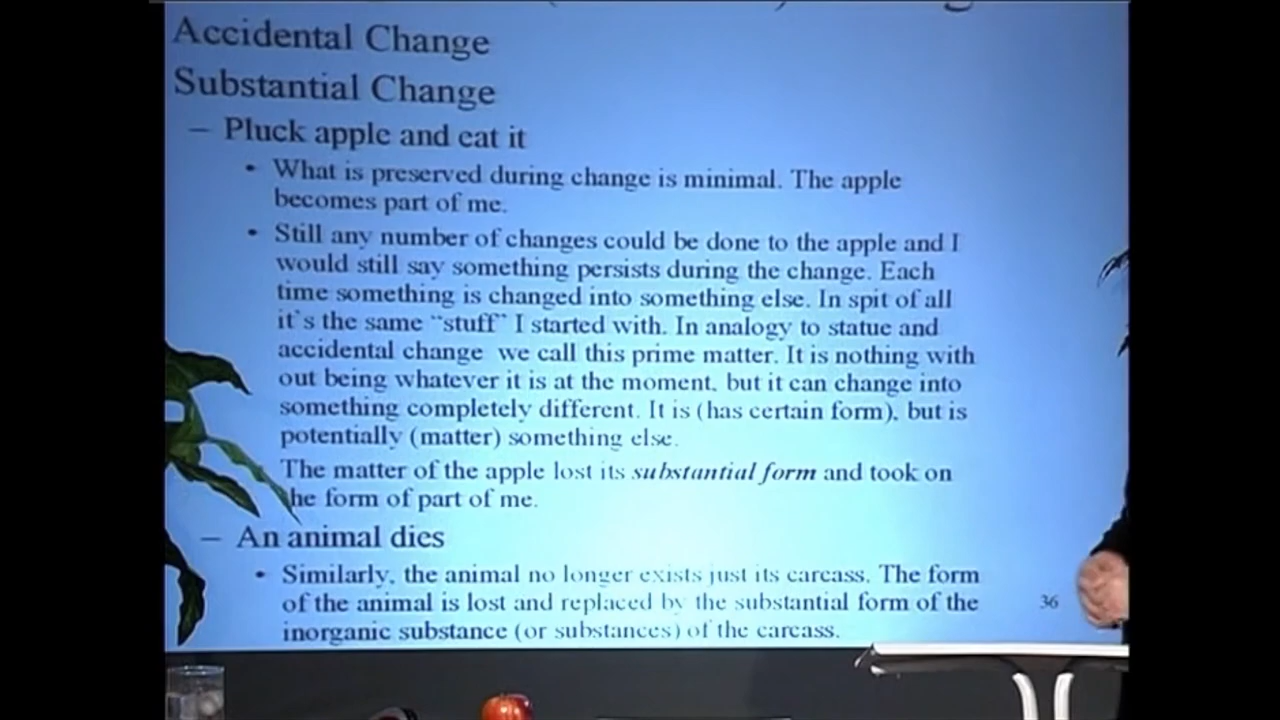 Accidental Change
Substantial Change
– Pluck apple and eat it
• What is preserved during change is minimal. The apple
becomes part of me.
• Still any number of changes could be done to the apple and I
would still say something persists during the change. Each
time something is changed into something else. In spit of all
it's the same "stuff" I started with. In analogy to statue and
accidental change we call this prime matter. It is nothing with
out being whatever it is at the moment, but it can change into
something completely different. It is (has certain form), but is
potentially (matter) something else.
The matter of the apple lost its substantial form and took on
the form of part of me.
– An animal dies
• Similarly, the animal no longer exists just its carcass. The form
of the animal is lost and replaced by the substantial form of the
inorganic substance (or substances) of the carcass.
36